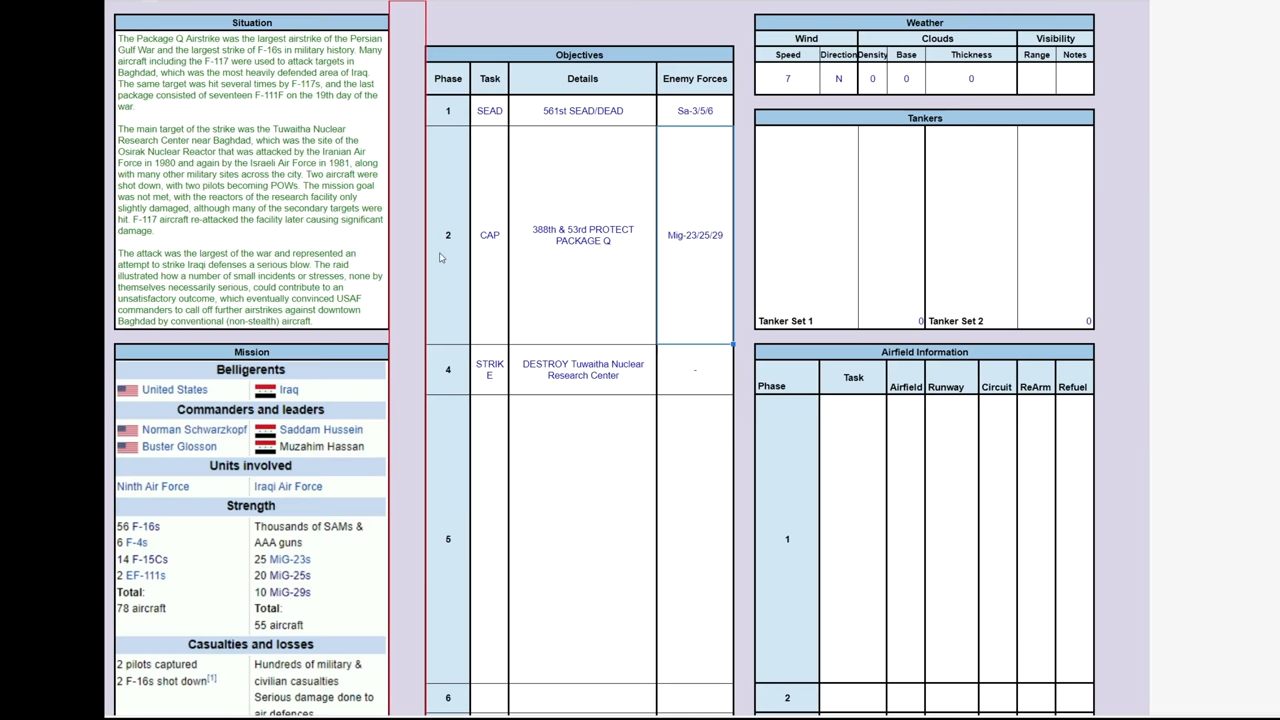 Situation
The Package Q Airstrike was the largest airstrike of the Persian
Gulf War and the largest strike of F-16s in military history. Many
aircraft including the F-117 were used to attack targets in
Baghdad, which was the most heavily defended area of Iraq.
The same target was hit several times by F-117s, and the last
package consisted of seventeen F-111F on the 19th day of the
war.
The main target of the strike was the Tuwaitha Nuclear
Research Center near Baghdad, which was the site of the
Osirak Nuclear Reactor that was attacked by the Iranian Air
Force in 1980 and again by the Israeli Air Force in 1981, along
with many other military sites across the city. Two aircraft were
shot down, with two pilots becoming POWs. The mission goal
was not met, with the reactors of the research facility only
slightly damaged, although many of the secondary targets were
hit. F-117 aircraft re-attacked the facility later causing significant
damage.
The attack was the largest of the war and represented an
attempt to strike Iraqi defenses a serious blow. The raid
illustrated how a number of small incidents or stresses, none by
themselves necessarily serious, could contribute to an
unsatisfactory outcome, which eventually convinced USAF
commanders to call off further airstrikes against downtown
Baghdad by conventional (non-stealth) aircraft.
Mission
Belligerents
United States Iraq
Commanders and leaders
Norman Schwarzkopf Saddam Hussein
Buster Glosson Muzahim Hassan
Units involved
Ninth Air Force Iraqi Air Force
Strength
56 F-16s Thousands of SAMs &
6 F-4s AAA guns
14 F-15Cs 25 MiG-23s
2 EF-111s 20 MiG-25s
Total: 10 MiG-29s
78 aircraft Total:
55 aircraft
Casualties and losses
2 pilots captured Hundreds of military &
2 F-16s shot down[1] civilian casualties
Serious damage done to
air defences
Objectives
Phase Task Details Enemy Forces
1 SEAD 561st SEAD/DEAD Sa-3/5/6
2 CAP 388th & 53rd PROTECT PACKAGE Q Mig-23/25/29
4 STRIKE DESTROY Tuwaitha Nuclear Research Center -
5
6
Weather
Wind Clouds Visibility
Speed Direction Density Base Thickness Range Notes
7 N 0 0 0
Tankers
Tanker Set 1 0 Tanker Set 2 0
Airfield Information
Phase Task Airfield Runway Circuit ReArm Refuel
1
2